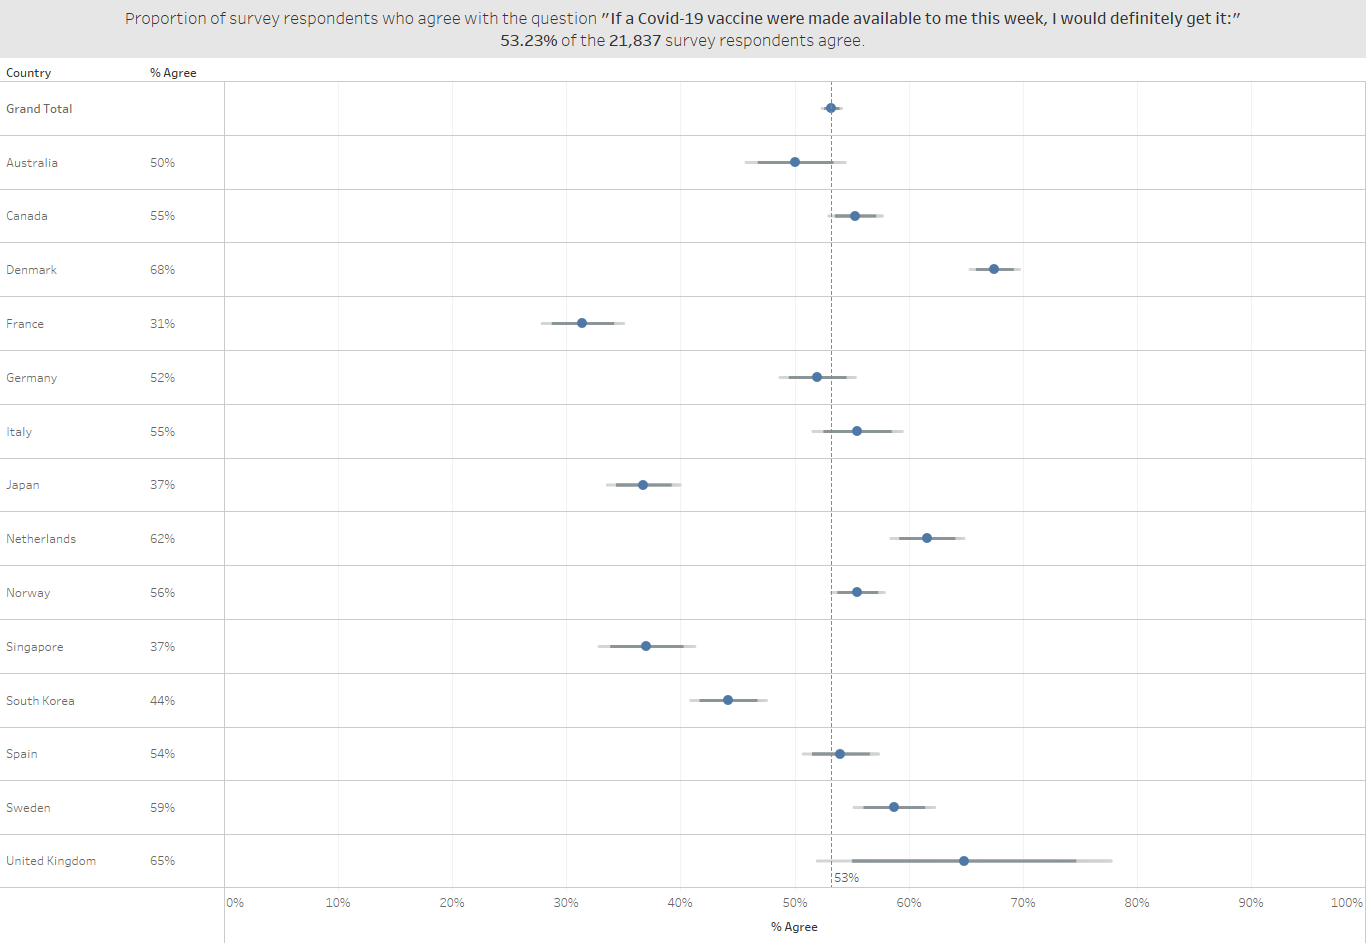 Proportion of survey respondents who agree with the question "If a Covid-19 vaccine were made available to me this week, I would definitely get it:"
53.23% of the 21,837 survey respondents agree.
Country % Agree
Grand Total
Australia 50%
Canada 55%
Denmark 68%
France 31%
Germany 52%
Italy 55%
Japan 37%
Netherlands 62%
Norway 56%
Singapore 37%
South Korea 44%
Spain 54%
Sweden 59%
United Kingdom 65%
53%
0% 10% 20% 30% 40% 50% 60% 70% 80% 90% 100%
% Agree